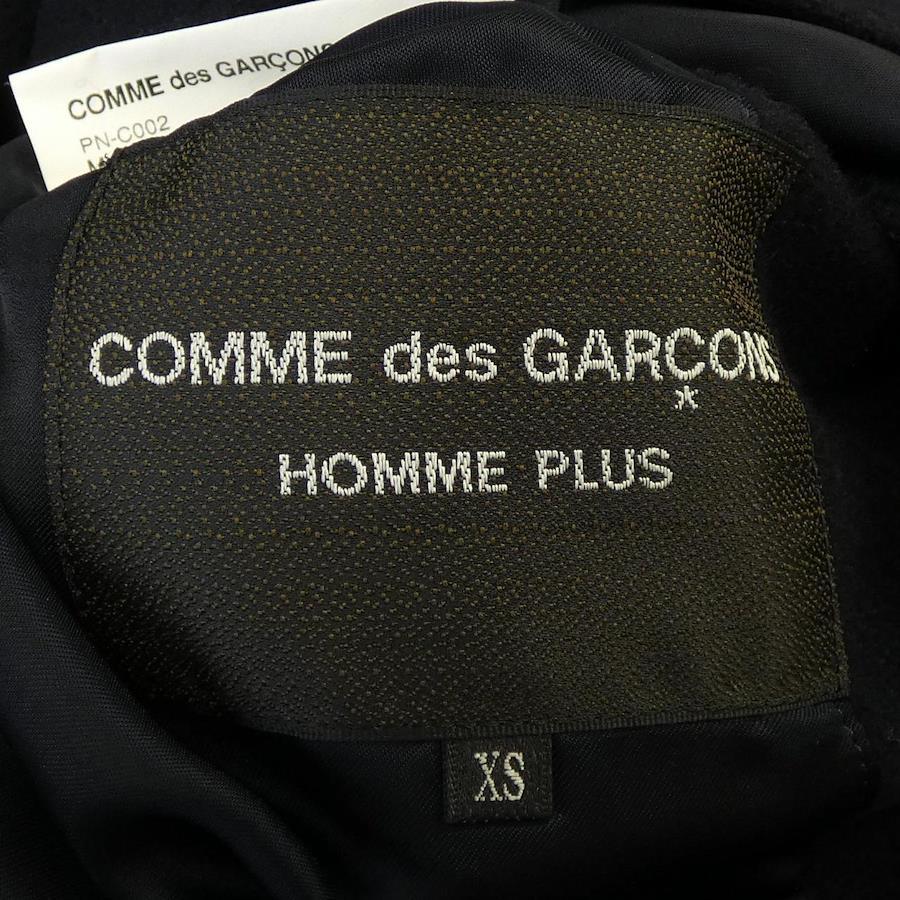 COMME des GARÇONS
PN-C002
COMME des GARÇONS
*
HOMME PLUS
XS